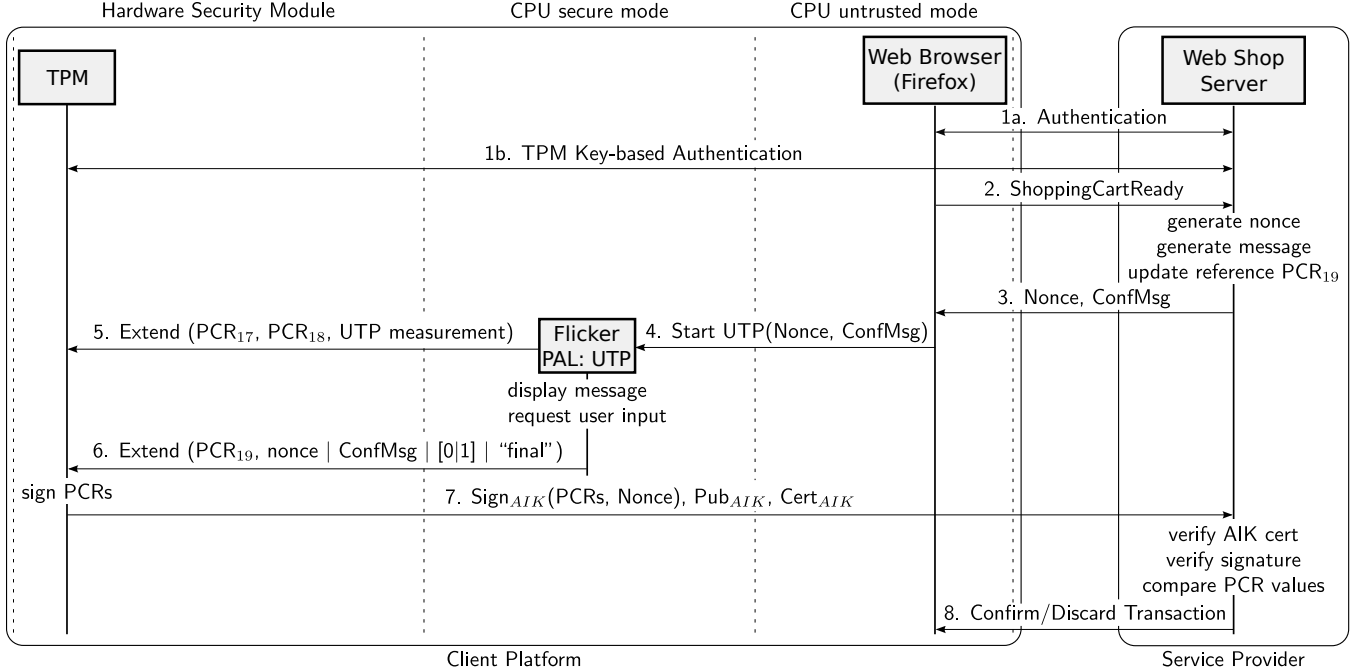 Hardware Security Module
CPU secure mode
CPU untrusted mode
TPM
Web Browser
(Firefox)
Web Shop
Server
1a. Authentication
1b. TPM Key-based Authentication
2. ShoppingCartReady
generate nonce
generate message
update reference PCR₁₉
3. Nonce, ConfMsg
4. Start UTP(Nonce, ConfMsg)
Flicker
PAL: UTP
5. Extend (PCR₁₇, PCR₁₈, UTP measurement)
display message
request user input
6. Extend (PCR₁₉, nonce | ConfMsg | [0|1] | “final”)
sign PCRs
7. Sign_AIK(PCRs, Nonce), Pub_AIK, Cert_AIK
verify AIK cert
verify signature
compare PCR values
8. Confirm/Discard Transaction
Client Platform
Service Provider